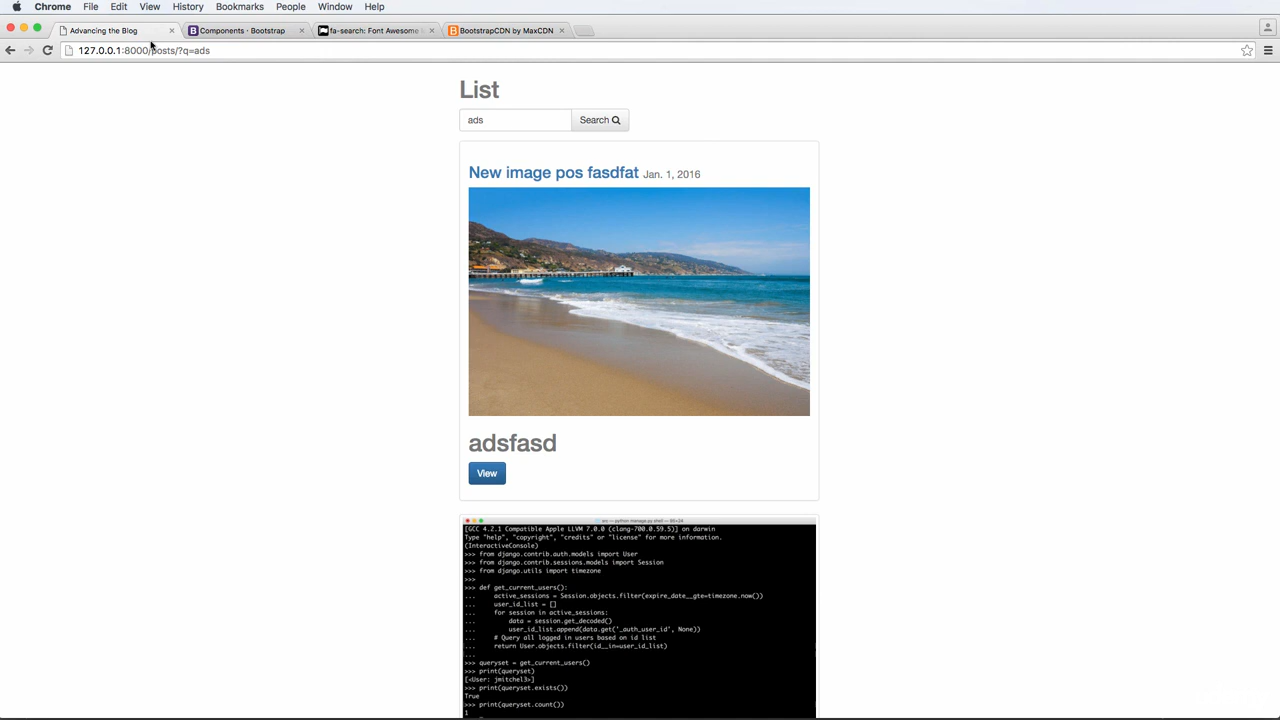 Chrome File Edit View History Bookmarks People Window Help
Advancing the Blog Components · Bootstrap fa-search: Font Awesome BootstrapCDN by MaxCDN
127.0.0.1:8000/posts/?q=ads
List
ads Search
New image pos fasdfat Jan. 1, 2016
adsfasd
View
src — python manage.py shell — 86×24
[GCC 4.2.1 Compatible Apple LLVM 7.0.0 (clang-700.0.59.5)] on darwin
Type "help", "copyright", "credits" or "license" for more information.
(InteractiveConsole)
>>> from django.contrib.auth.models import User
>>> from django.contrib.sessions.models import Session
>>> from django.utils import timezone
>>>
>>> def get_current_users():
... active_sessions = Session.objects.filter(expire_date__gte=timezone.now())
... user_id_list = []
... for session in active_sessions:
... data = session.get_decoded()
... user_id_list.append(data.get('_auth_user_id', None))
... # Query all logged in users based on id list
... return User.objects.filter(id__in=user_id_list)
...
>>> queryset = get_current_users()
>>> print(queryset)
[<User: jmitchel3>]
>>> print(queryset.exists())
True
>>> print(queryset.count())
1